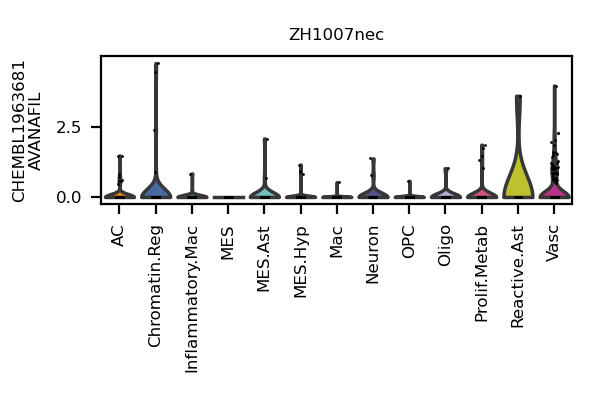 ZH1007nec
CHEMBL1963681
AVANAFIL
2.5
0.0
AC
Chromatin.Reg
Inflammatory.Mac
MES
MES.Ast
MES.Hyp
Mac
Neuron
OPC
Oligo
Prolif.Metab
Reactive.Ast
Vasc